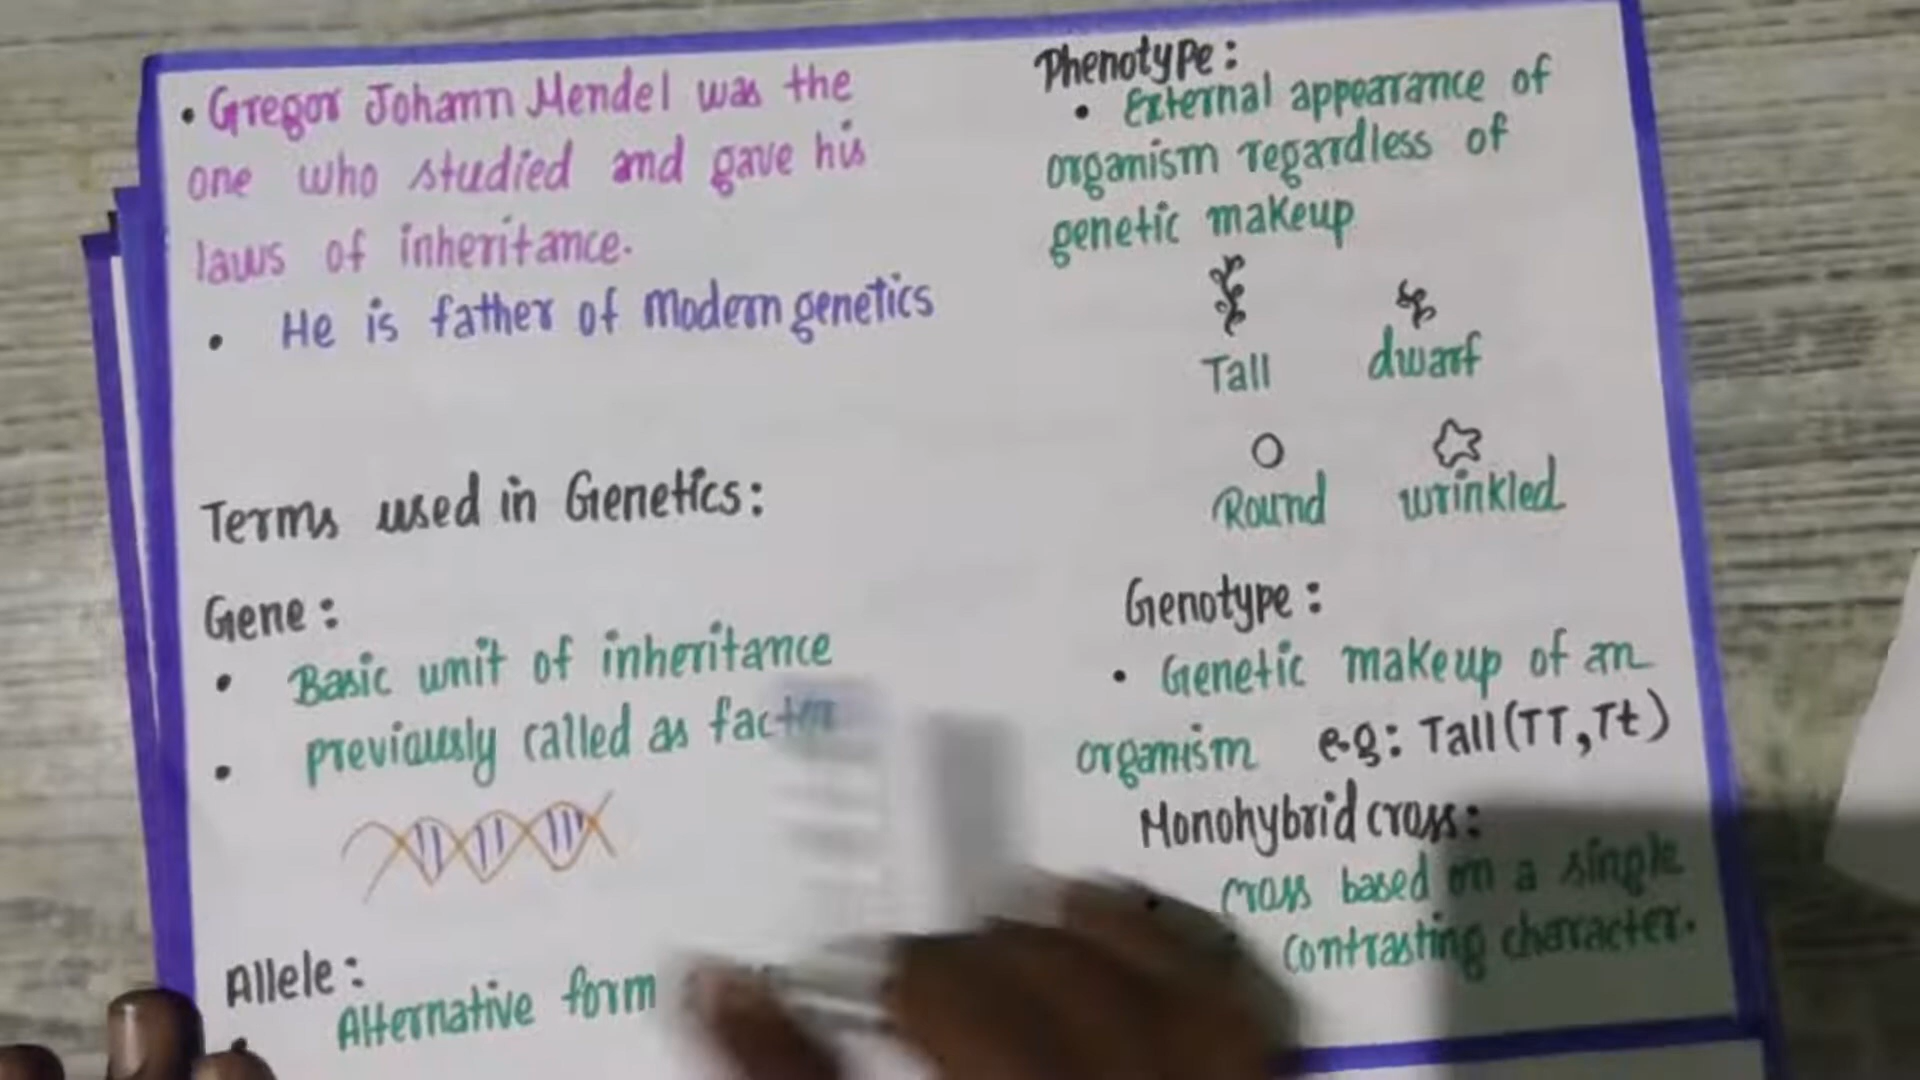 • Gregor Johann Mendel was the
one who studied and gave his
laws of inheritance.
• He is father of Modern genetics
Terms used in Genetics:
Gene:
• Basic unit of inheritance
• previously called as factor
Allele:
• Alternative form
Phenotype:
• External appearance of
organism regardless of
genetic makeup
Tall dwarf
Round wrinkled
Genotype:
• Genetic makeup of an
organism e.g: Tall (TT, Tt)
Monohybrid cross:
• cross based on a single
contrasting character.